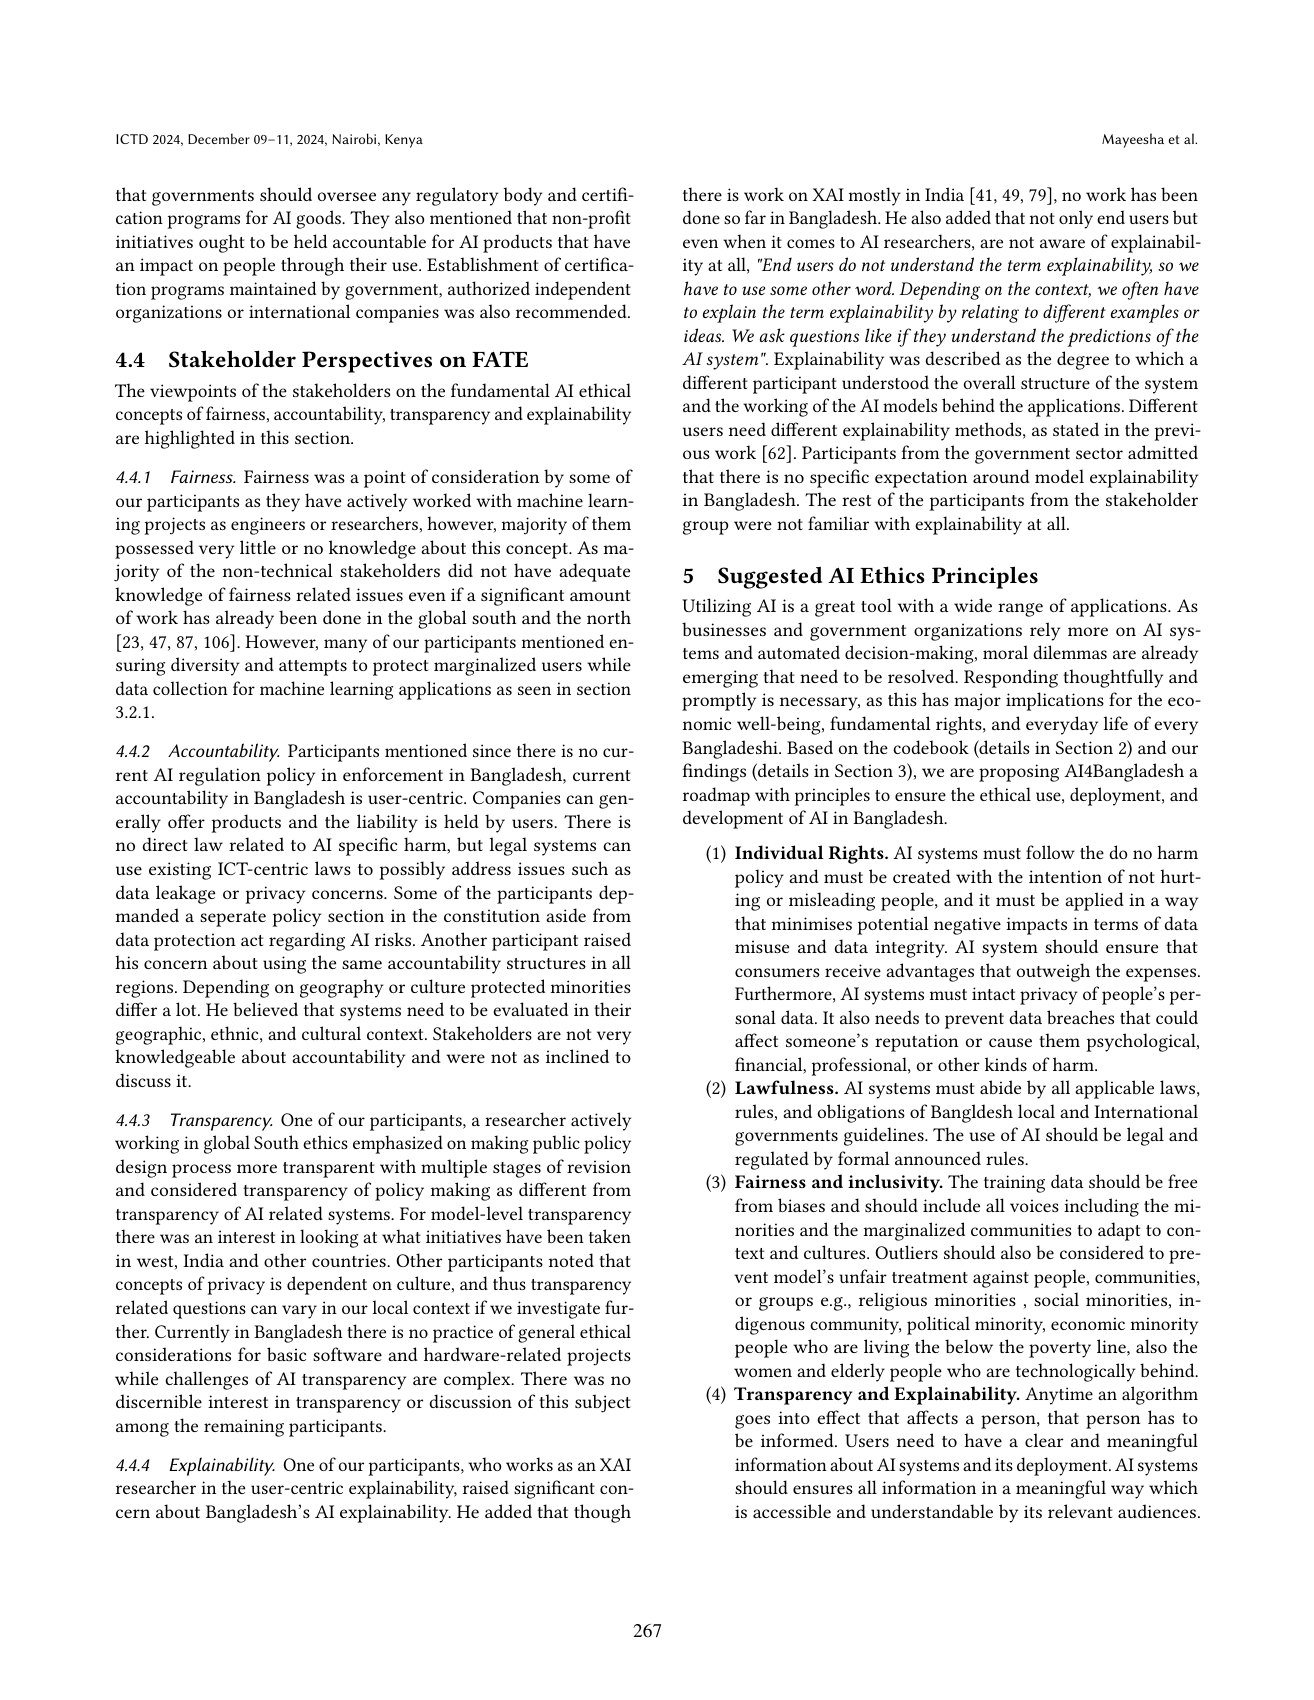 ICTD 2024, December 09–11, 2024, Nairobi, Kenya
Mayeesha et al.
that governments should oversee any regulatory body and certifi-
cation programs for AI goods. They also mentioned that non-profit
initiatives ought to be held accountable for AI products that have
an impact on people through their use. Establishment of certifica-
tion programs maintained by government, authorized independent
organizations or international companies was also recommended.
4.4 Stakeholder Perspectives on FATE
The viewpoints of the stakeholders on the fundamental AI ethical
concepts of fairness, accountability, transparency and explainability
are highlighted in this section.
4.4.1 Fairness. Fairness was a point of consideration by some of
our participants as they have actively worked with machine learn-
ing projects as engineers or researchers, however, majority of them
possessed very little or no knowledge about this concept. As ma-
jority of the non-technical stakeholders did not have adequate
knowledge of fairness related issues even if a significant amount
of work has already been done in the global south and the north
[23, 47, 87, 106]. However, many of our participants mentioned en-
suring diversity and attempts to protect marginalized users while
data collection for machine learning applications as seen in section
3.2.1.
4.4.2 Accountability. Participants mentioned since there is no cur-
rent AI regulation policy in enforcement in Bangladesh, current
accountability in Bangladesh is user-centric. Companies can gen-
erally offer products and the liability is held by users. There is
no direct law related to AI specific harm, but legal systems can
use existing ICT-centric laws to possibly address issues such as
data leakage or privacy concerns. Some of the participants dep-
manded a seperate policy section in the constitution aside from
data protection act regarding AI risks. Another participant raised
his concern about using the same accountability structures in all
regions. Depending on geography or culture protected minorities
differ a lot. He believed that systems need to be evaluated in their
geographic, ethnic, and cultural context. Stakeholders are not very
knowledgeable about accountability and were not as inclined to
discuss it.
4.4.3 Transparency. One of our participants, a researcher actively
working in global South ethics emphasized on making public policy
design process more transparent with multiple stages of revision
and considered transparency of policy making as different from
transparency of AI related systems. For model-level transparency
there was an interest in looking at what initiatives have been taken
in west, India and other countries. Other participants noted that
concepts of privacy is dependent on culture, and thus transparency
related questions can vary in our local context if we investigate fur-
ther. Currently in Bangladesh there is no practice of general ethical
considerations for basic software and hardware-related projects
while challenges of AI transparency are complex. There was no
discernible interest in transparency or discussion of this subject
among the remaining participants.
4.4.4 Explainability. One of our participants, who works as an XAI
researcher in the user-centric explainability, raised significant con-
cern about Bangladesh's AI explainability. He added that though
there is work on XAI mostly in India [41, 49, 79], no work has been
done so far in Bangladesh. He also added that not only end users but
even when it comes to AI researchers, are not aware of explainabil-
ity at all, "End users do not understand the term explainability, so we
have to use some other word. Depending on the context, we often have
to explain the term explainability by relating to different examples or
ideas. We ask questions like if they understand the predictions of the
AI system". Explainability was described as the degree to which a
different participant understood the overall structure of the system
and the working of the AI models behind the applications. Different
users need different explainability methods, as stated in the previ-
ous work [62]. Participants from the government sector admitted
that there is no specific expectation around model explainability
in Bangladesh. The rest of the participants from the stakeholder
group were not familiar with explainability at all.
5 Suggested AI Ethics Principles
Utilizing AI is a great tool with a wide range of applications. As
businesses and government organizations rely more on AI sys-
tems and automated decision-making, moral dilemmas are already
emerging that need to be resolved. Responding thoughtfully and
promptly is necessary, as this has major implications for the eco-
nomic well-being, fundamental rights, and everyday life of every
Bangladeshi. Based on the codebook (details in Section 2) and our
findings (details in Section 3), we are proposing AI4Bangladesh a
roadmap with principles to ensure the ethical use, deployment, and
development of AI in Bangladesh.
(1) Individual Rights. AI systems must follow the do no harm
policy and must be created with the intention of not hurt-
ing or misleading people, and it must be applied in a way
that minimises potential negative impacts in terms of data
misuse and data integrity. AI system should ensure that
consumers receive advantages that outweigh the expenses.
Furthermore, AI systems must intact privacy of people's per-
sonal data. It also needs to prevent data breaches that could
affect someone's reputation or cause them psychological,
financial, professional, or other kinds of harm.
(2) Lawfulness. AI systems must abide by all applicable laws,
rules, and obligations of Bangldesh local and International
governments guidelines. The use of AI should be legal and
regulated by formal announced rules.
(3) Fairness and inclusivity. The training data should be free
from biases and should include all voices including the mi-
norities and the marginalized communities to adapt to con-
text and cultures. Outliers should also be considered to pre-
vent model's unfair treatment against people, communities,
or groups e.g., religious minorities , social minorities, in-
digenous community, political minority, economic minority
people who are living the below the poverty line, also the
women and elderly people who are technologically behind.
(4) Transparency and Explainability. Anytime an algorithm
goes into effect that affects a person, that person has to
be informed. Users need to have a clear and meaningful
information about AI systems and its deployment. AI systems
should ensures all information in a meaningful way which
is accessible and understandable by its relevant audiences.
267